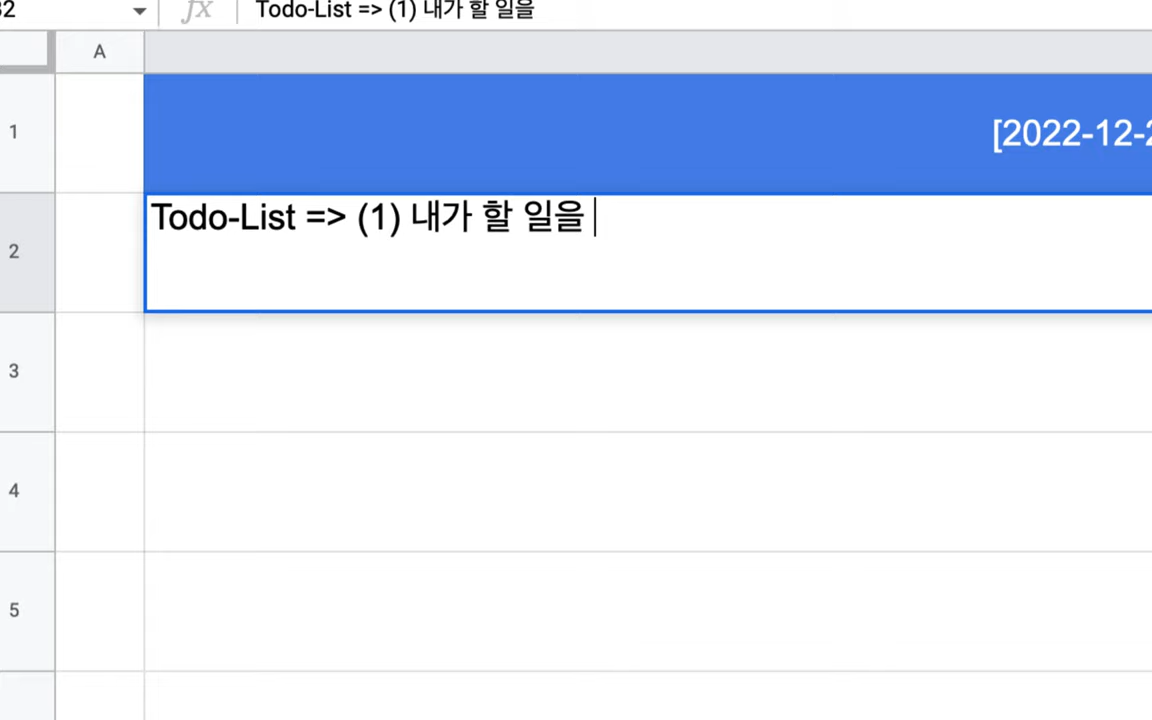 Todo-List => (1) 내가 할 일을
A
1
[2022-12-
2
Todo-List => (1) 내가 할 일을
3
4
5